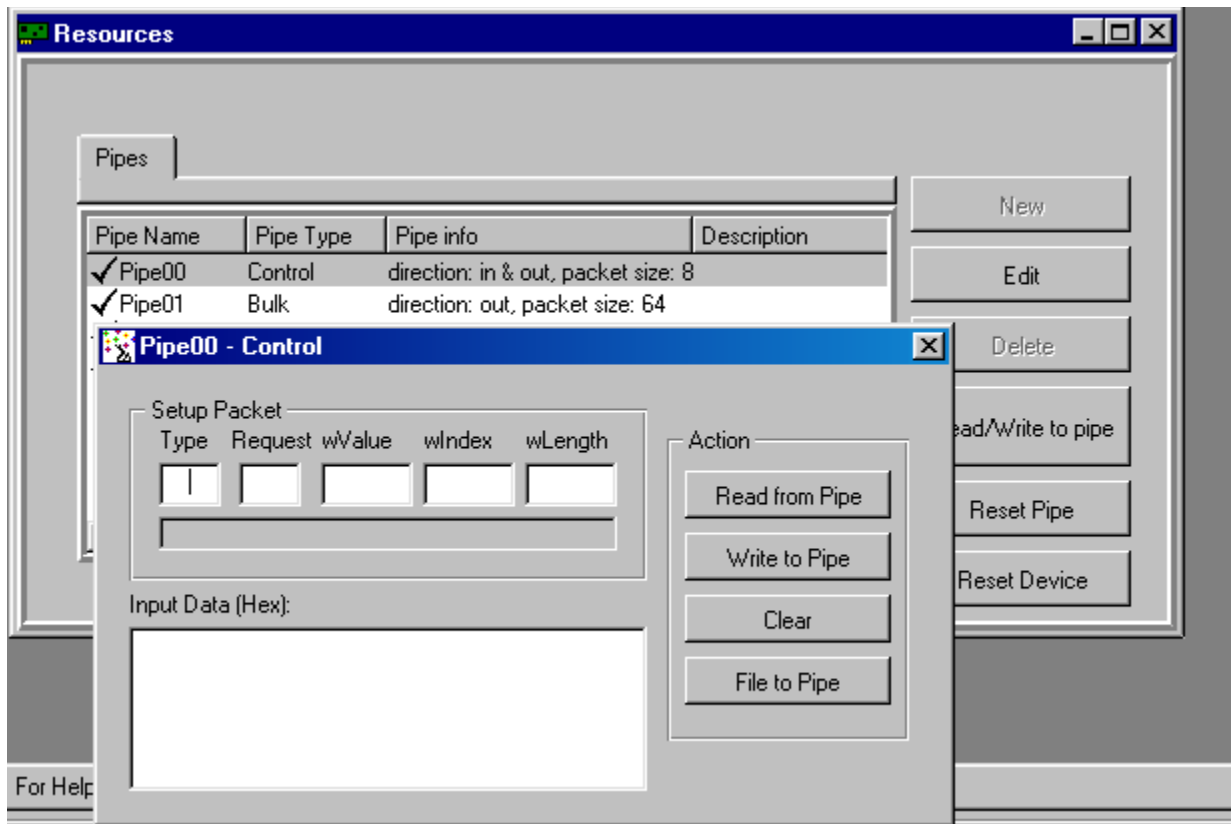 Resources
Pipes
New
Pipe Name Pipe Type Pipe info Description
Pipe00 Control direction: in & out, packet size: 8
Edit
Pipe01 Bulk direction: out, packet size: 64
Pipe00 - Control
Delete
Setup Packet
Type Request wValue wIndex wLength
Action
ead/Write to pipe
Read from Pipe
Reset Pipe
Write to Pipe
Reset Device
Input Data (Hex):
Clear
File to Pipe
For Help